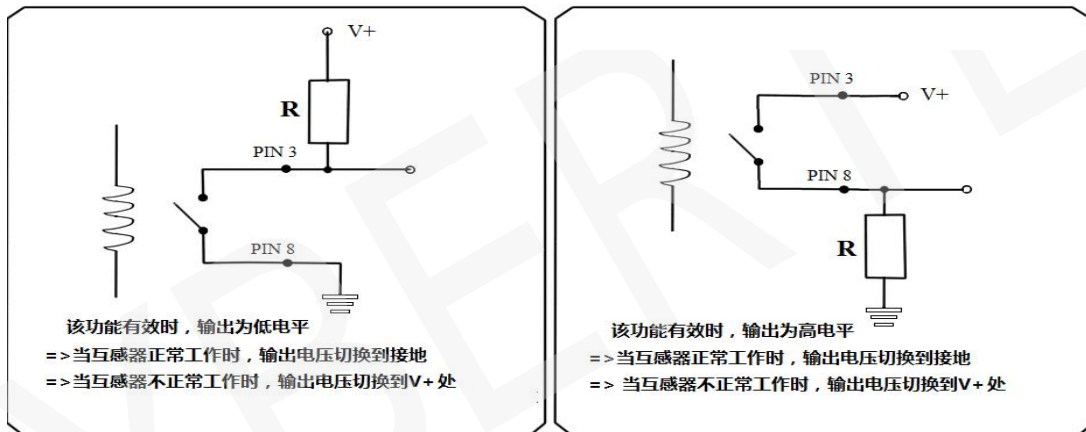 V+
R
PIN 3
PIN 8
该功能有效时，输出为低电平
=>当互感器正常工作时，输出电压切换到接地
=>当互感器不正常工作时，输出电压切换到V+处
PIN 3
V+
PIN 8
R
该功能有效时，输出为高电平
=>当互感器正常工作时，输出电压切换到接地
=> 当互感器不正常工作时，输出电压切换到V+处